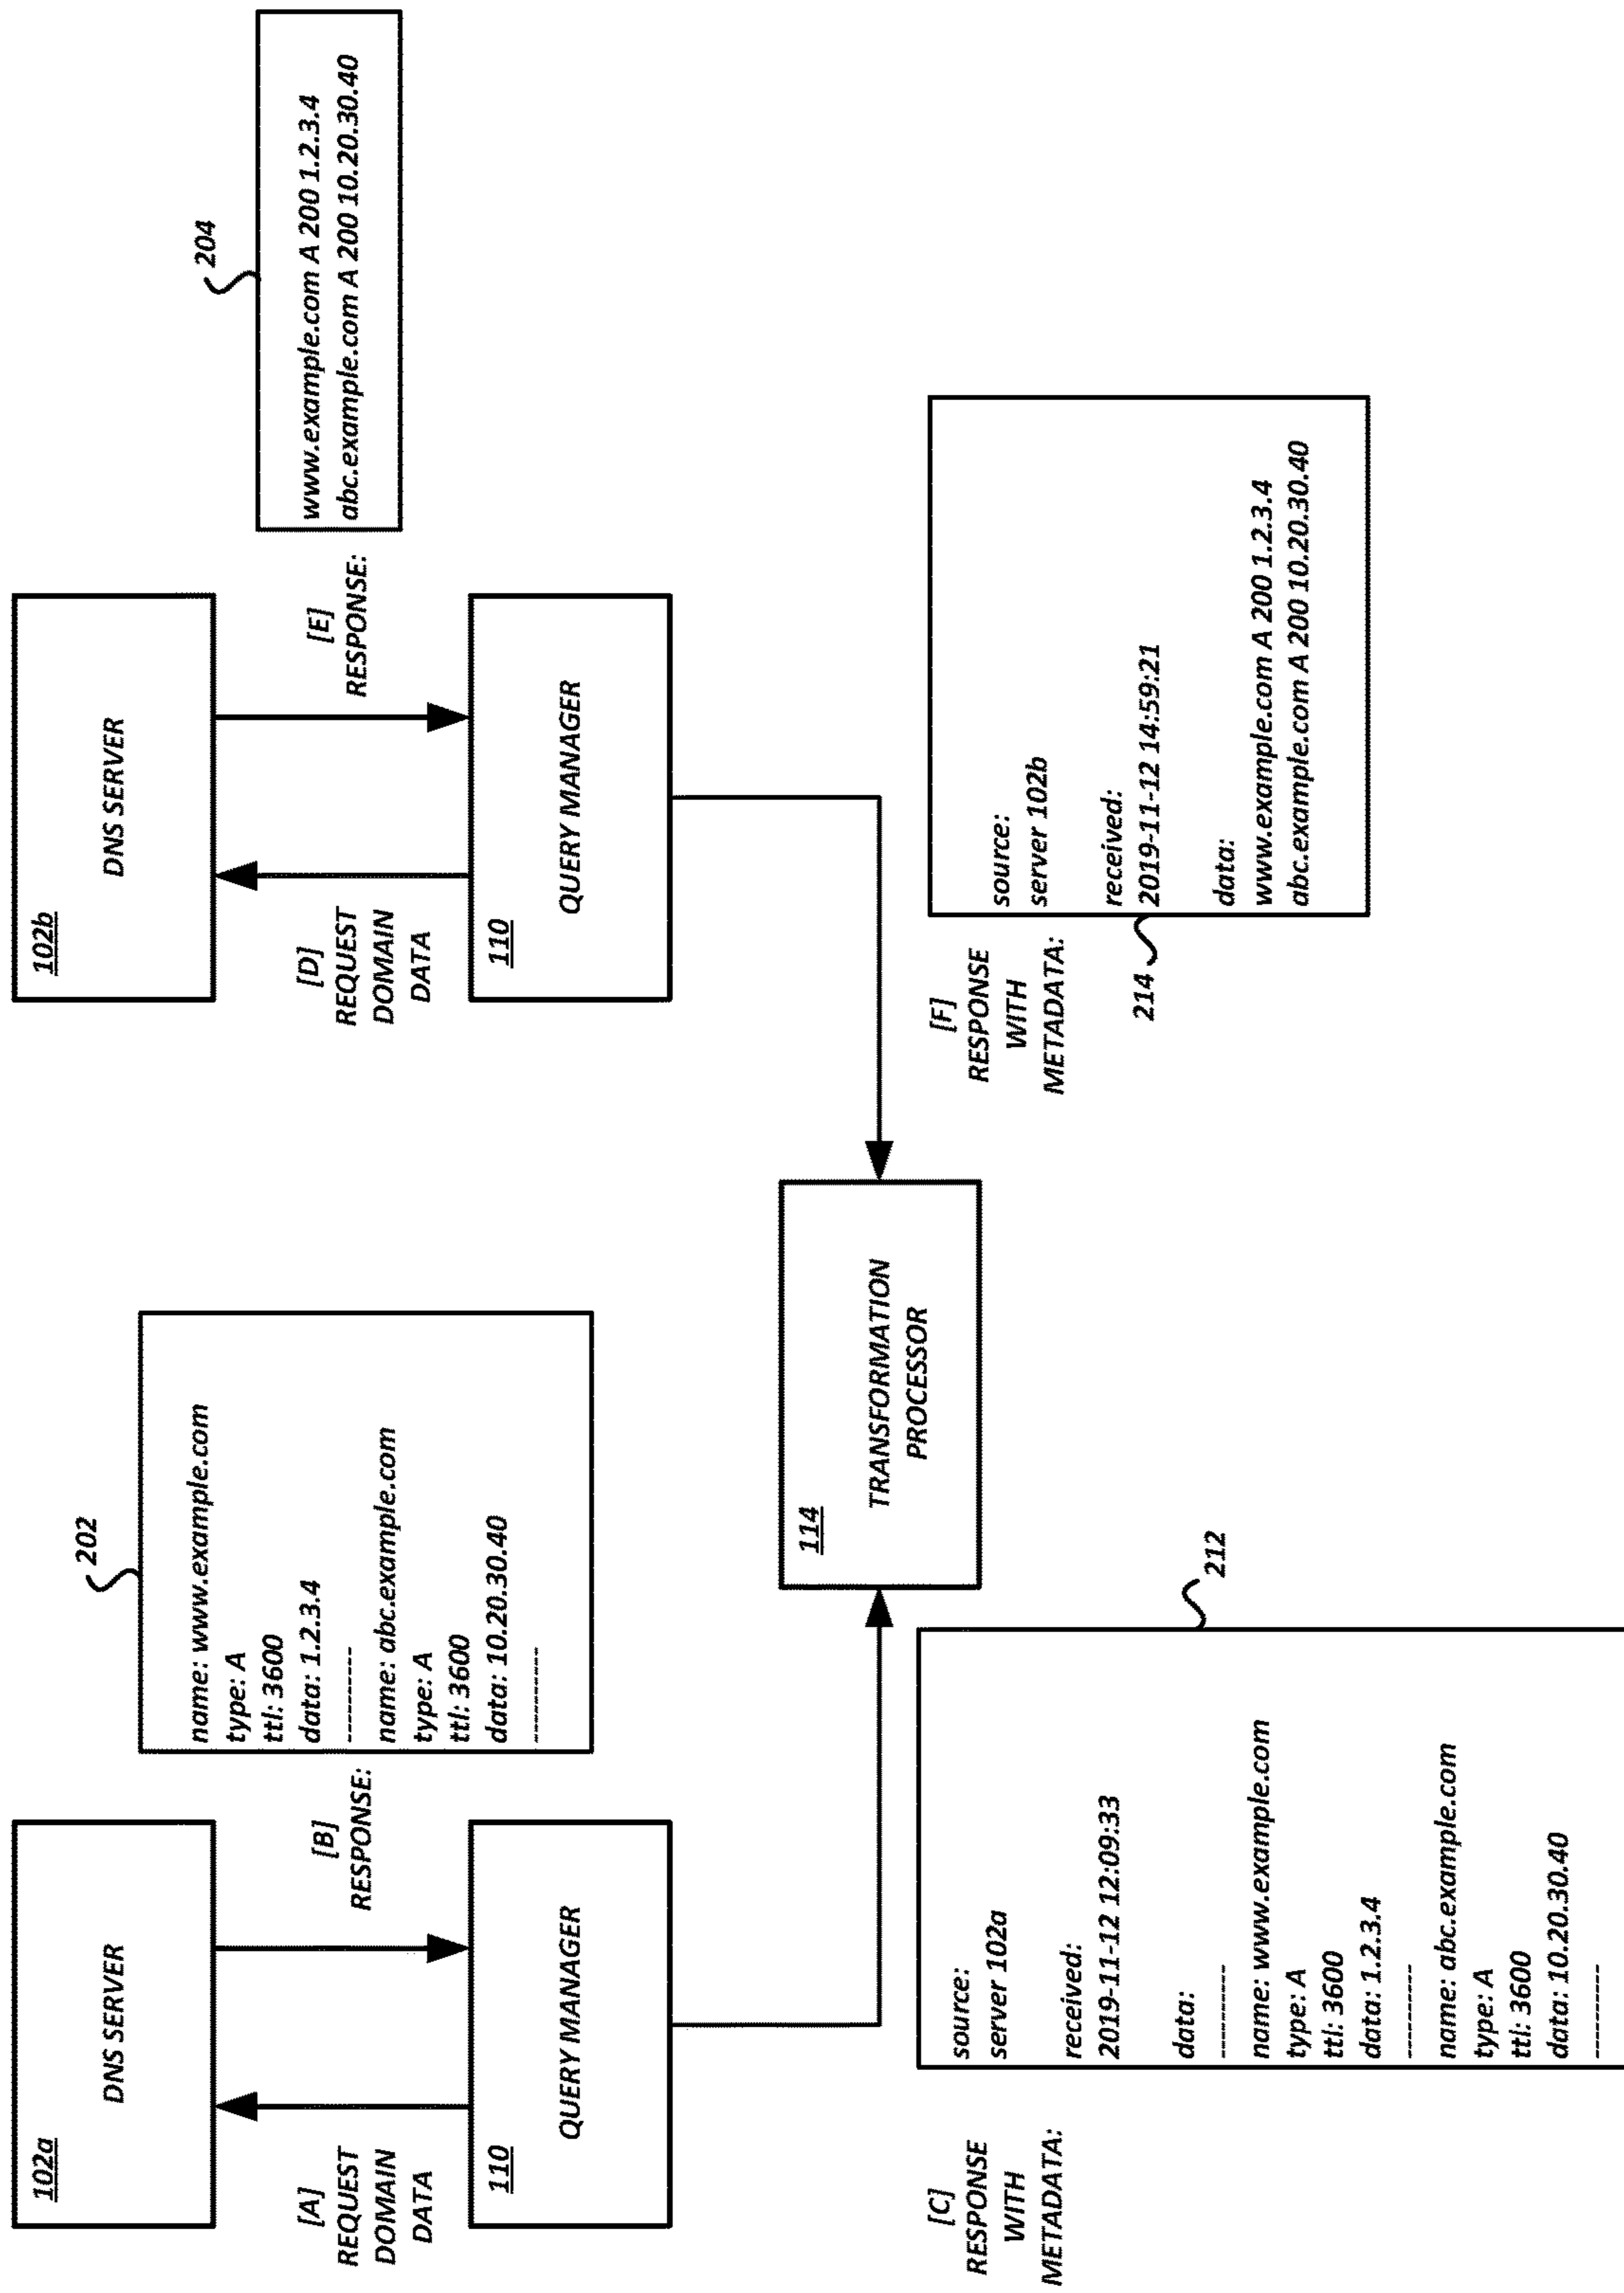 102a
DNS SERVER
[A]
REQUEST
DOMAIN
DATA
[B]
RESPONSE:
202
name: www.example.com
type: A
ttl: 3600
data: 1.2.3.4
---------
name: abc.example.com
type: A
ttl: 3600
data: 10.20.30.40
---------
110
QUERY MANAGER
102b
DNS SERVER
[D]
REQUEST
DOMAIN
DATA
[E]
RESPONSE:
204
www.example.com A 200 1.2.3.4
abc.example.com A 200 10.20.30.40
110
QUERY MANAGER
114
TRANSFORMATION
PROCESSOR
[C]
RESPONSE
WITH
METADATA:
212
source:
server 102a
received:
2019-11-12 12:09:33
data:
---------
name: www.example.com
type: A
ttl: 3600
data: 1.2.3.4
---------
name: abc.example.com
type: A
ttl: 3600
data: 10.20.30.40
---------
[F]
RESPONSE
WITH
METADATA:
214
source:
server 102b
received:
2019-11-12 14:59:21
data:
www.example.com A 200 1.2.3.4
abc.example.com A 200 10.20.30.40